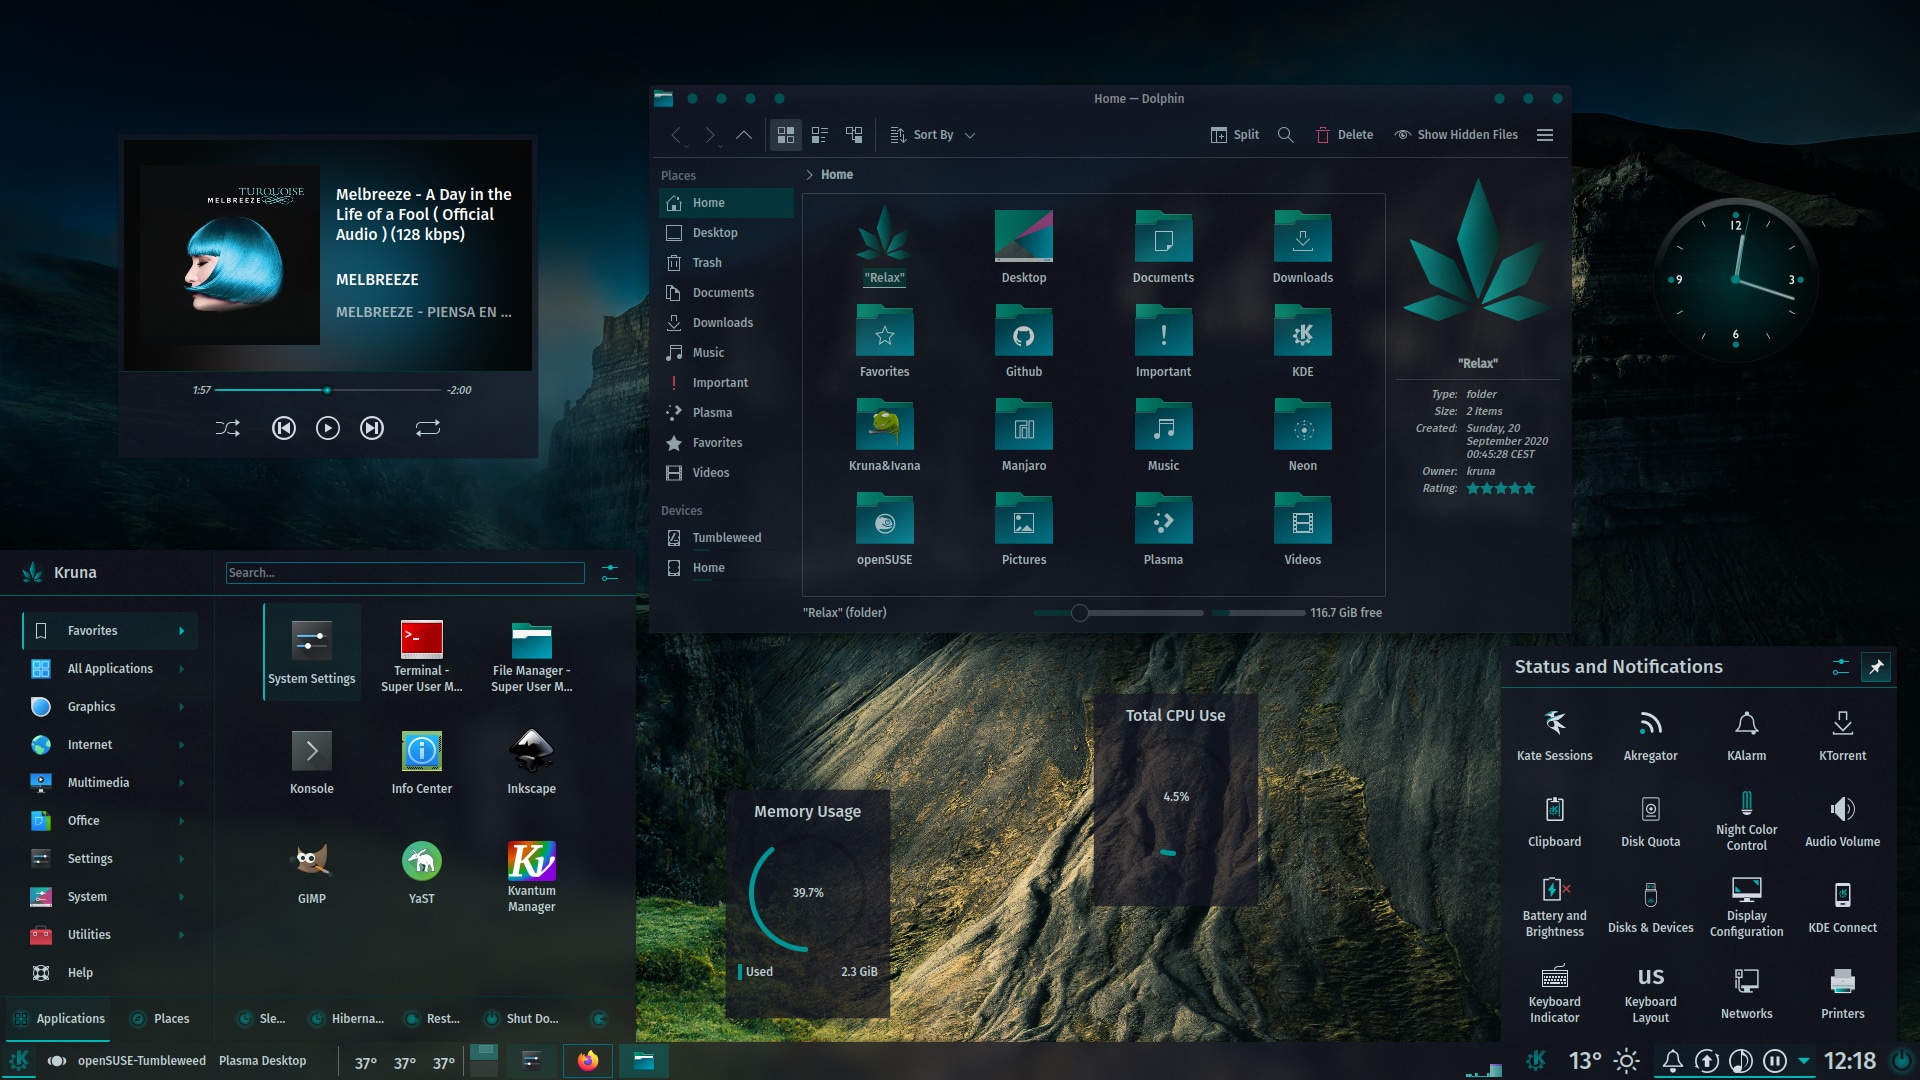 TURQUOISE
MELBREEZE
Melbreeze - A Day in the
Life of a Fool ( Official
Audio ) (128 kbps)
MELBREEZE
MELBREEZE - PIENSA EN ...
1:57
-2:00
Home — Dolphin
Sort By
Split
Delete
Show Hidden Files
Places
Home
Desktop
Trash
Documents
Downloads
Music
Important
Plasma
Favorites
Videos
Devices
Tumbleweed
Home
Home
"Relax"
Desktop
Documents
Downloads
Favorites
Github
Important
KDE
Kruna&Ivana
Manjaro
Music
Neon
openSUSE
Pictures
Plasma
Videos
"Relax" (folder)
116.7 GiB free
"Relax"
Type: folder
Size: 2 items
Created: Sunday, 20
September 2020
00:45:28 CEST
Owner: kruna
Rating:
12
3
6
9
Kruna
Search...
Favorites
All Applications
Graphics
Internet
Multimedia
Office
Settings
System
Utilities
Help
System Settings
Terminal -
Super User M...
File Manager -
Super User M...
Konsole
Info Center
Inkscape
GIMP
YaST
Kv
Kvantum
Manager
Applications
Places
Sle...
Hiberna...
Rest...
Shut Do...
Memory Usage
39.7%
Used
2.3 GiB
Total CPU Use
4.5%
Status and Notifications
Kate Sessions
Akregator
KAlarm
KTorrent
Clipboard
Disk Quota
Night Color
Control
Audio Volume
Battery and
Brightness
Disks & Devices
Display
Configuration
KDE Connect
Keyboard
Indicator
us
Keyboard
Layout
Networks
Printers
openSUSE-Tumbleweed
Plasma Desktop
37°
37°
37°
13°
12:18